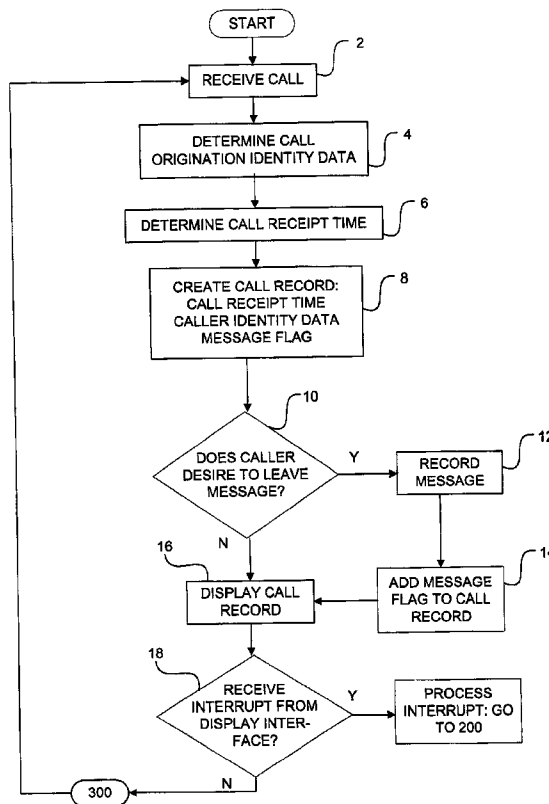 START
2
RECEIVE CALL
DETERMINE CALL
ORIGINATION IDENTITY DATA
4
6
DETERMINE CALL RECEIPT TIME
CREATE CALL RECORD:
CALL RECEIPT TIME
CALLER IDENTITY DATA
MESSAGE FLAG
8
10
DOES CALLER
DESIRE TO LEAVE
MESSAGE?
Y
12
RECORD
MESSAGE
N
14
16
DISPLAY CALL
RECORD
ADD MESSAGE
FLAG TO CALL
RECORD
18
RECEIVE
INTERRUPT FROM
DISPLAY INTER-
FACE?
Y
PROCESS
INTERRUPT: GO
TO 200
N
300